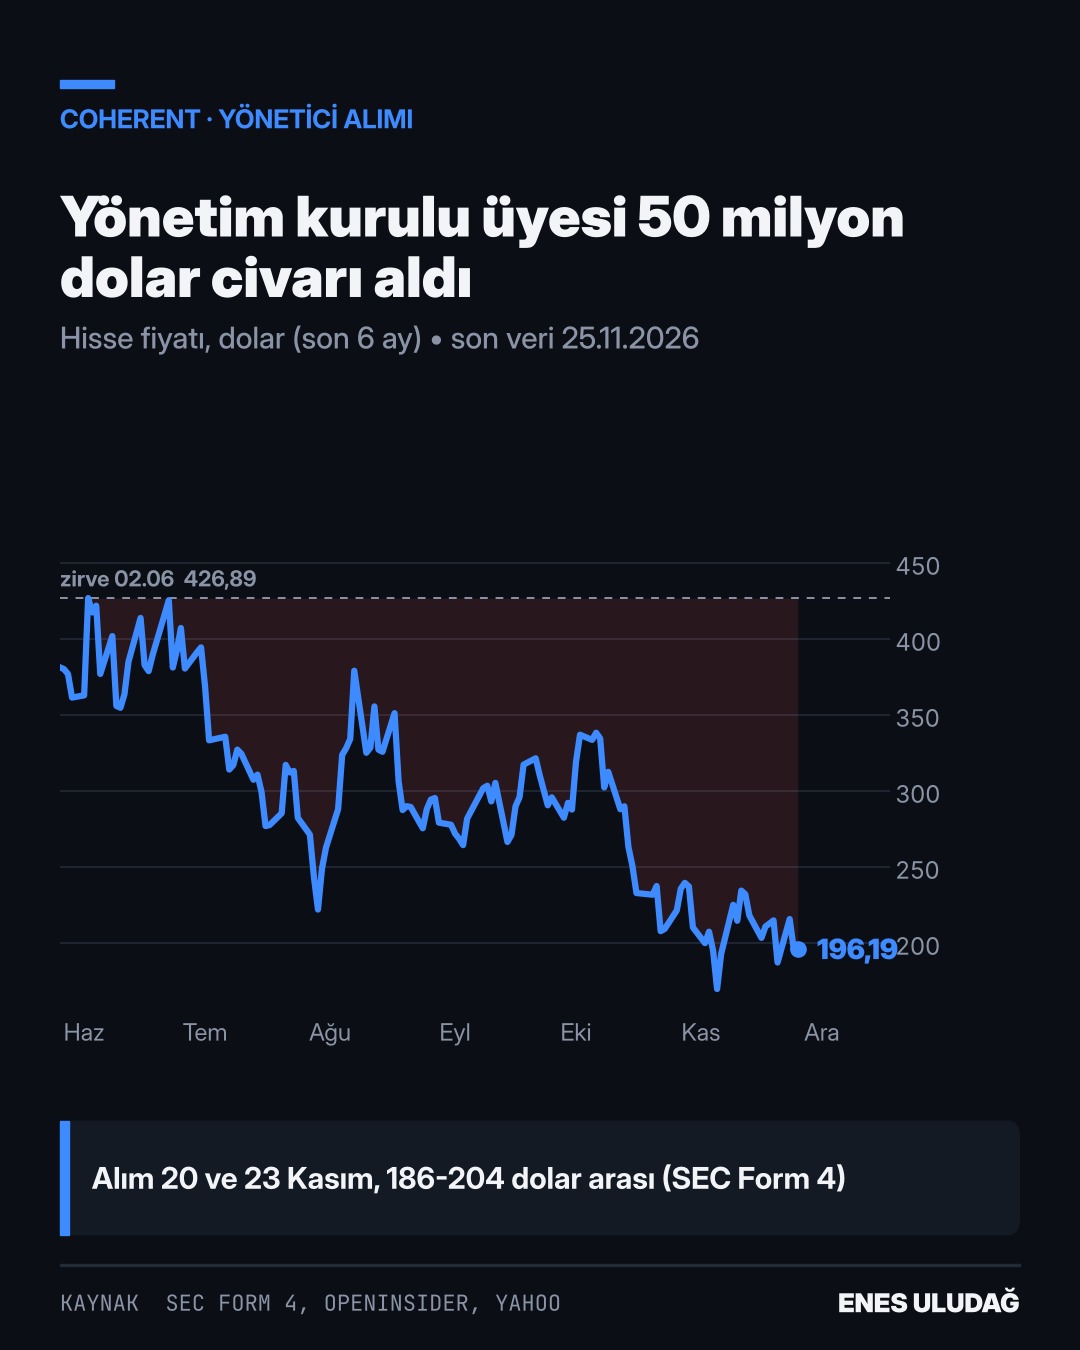 COHERENT · YÖNETİCİ ALIMI
Yönetim kurulu üyesi 50 milyon
dolar civarı aldı
Hisse fiyatı, dolar (son 6 ay) • son veri 25.11.2026
450
zirve 02.06 426,89
400
350
300
250
196,19
200
Haz Tem Ağu Eyl Eki Kas Ara
Alım 20 ve 23 Kasım, 186-204 dolar arası (SEC Form 4)
KAYNAK SEC FORM 4, OPENINSIDER, YAHOO
ENES ULUDAĞ